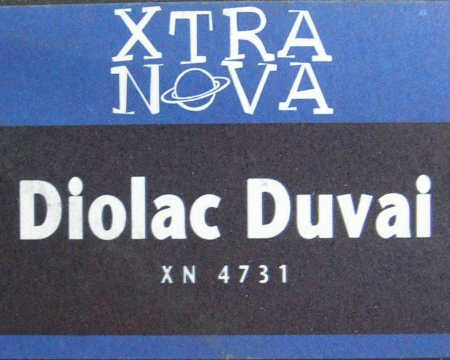 XTRA
NOVA
Diolac Duvai
XN 4731